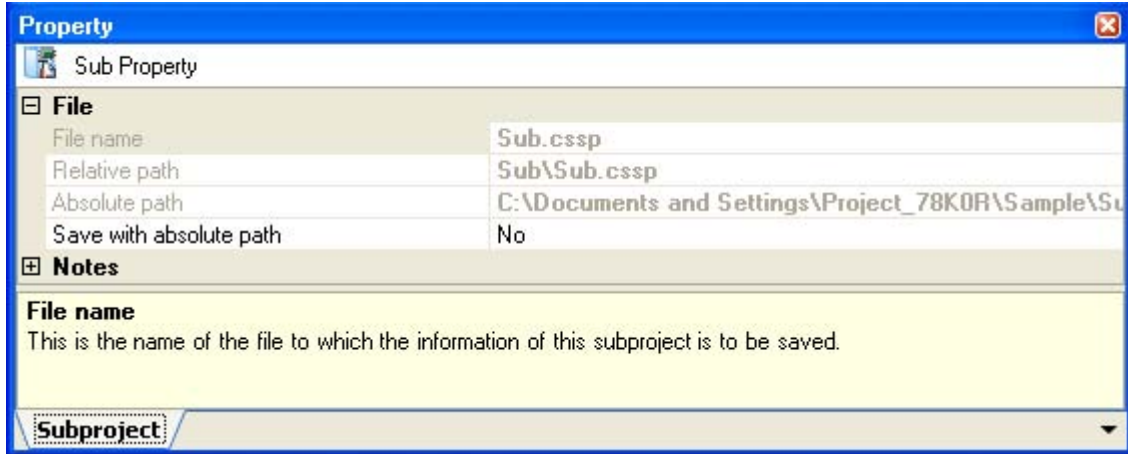 Property
Sub Property
File
File name Sub.cssp
Relative path Sub\Sub.cssp
Absolute path C:\Documents and Settings\Project_78K0R\Sample\Su
Save with absolute path No
Notes
File name
This is the name of the file to which the information of this subproject is to be saved.
Subproject